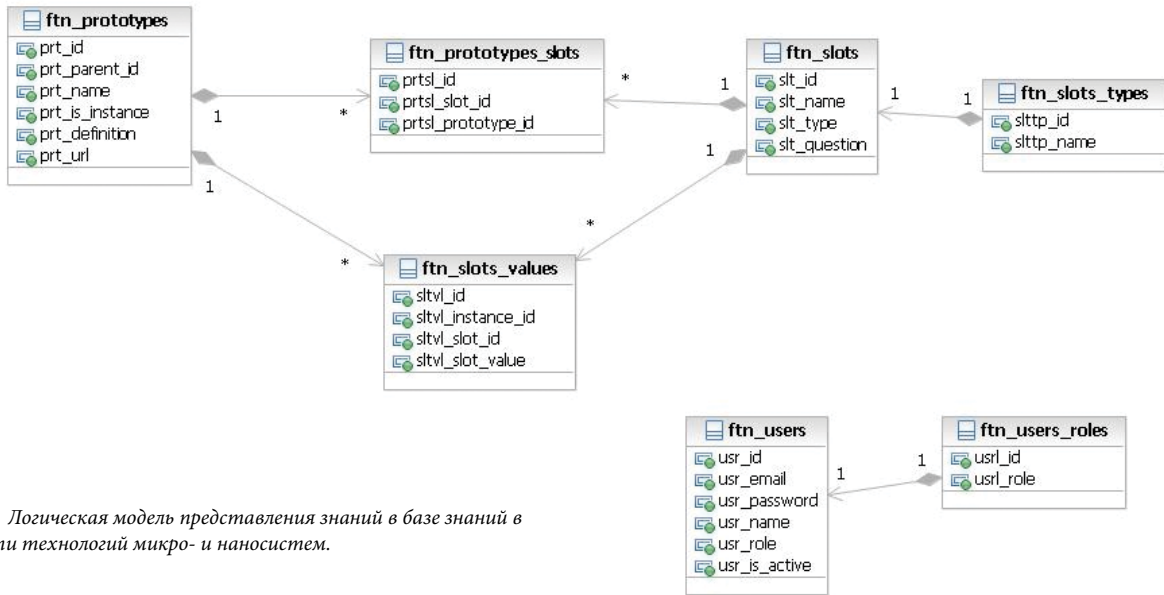 ftn_prototypes
prt_id
prt_parent_id
prt_name
prt_is_instance
prt_definition
prt_url
ftn_prototypes_slots
prtsl_id
prtsl_slot_id
prtsl_prototype_id
ftn_slots
slt_id
slt_name
slt_type
slt_question
ftn_slots_types
slttp_id
slttp_name
1
*
*
1
1
1
1
*
1
*
ftn_slots_values
sltvl_id
sltvl_instance_id
sltvl_slot_id
sltvl_slot_value
ftn_users
usr_id
usr_email
usr_password
usr_name
usr_role
usr_is_active
1
1
ftn_users_roles
usrl_id
usrl_role
Логическая модель представления знаний в базе знаний в
ти технологий микро- и наносистем.